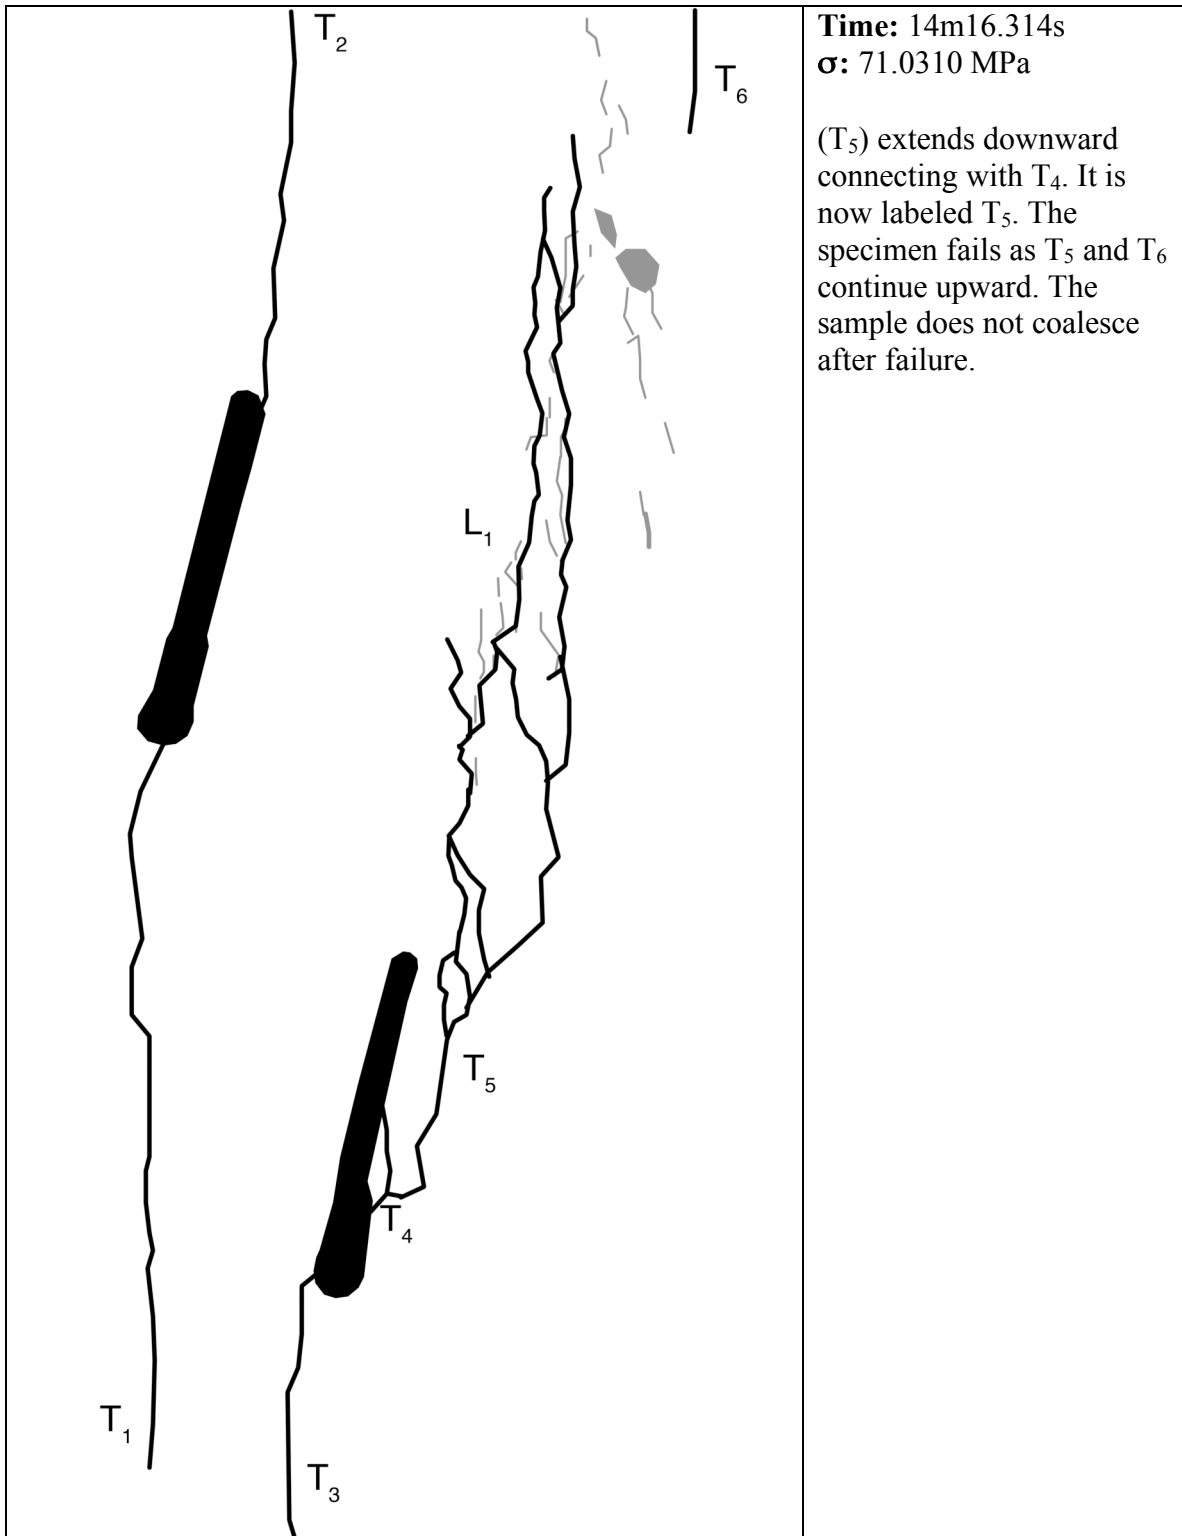 T₂
T₆
L₁
T₅
T₄
T₁
T₃
Time: 14m16.314s
σ: 71.0310 MPa
(T₅) extends downward
connecting with T₄. It is
now labeled T₅. The
specimen fails as T₅ and T₆
continue upward. The
sample does not coalesce
after failure.